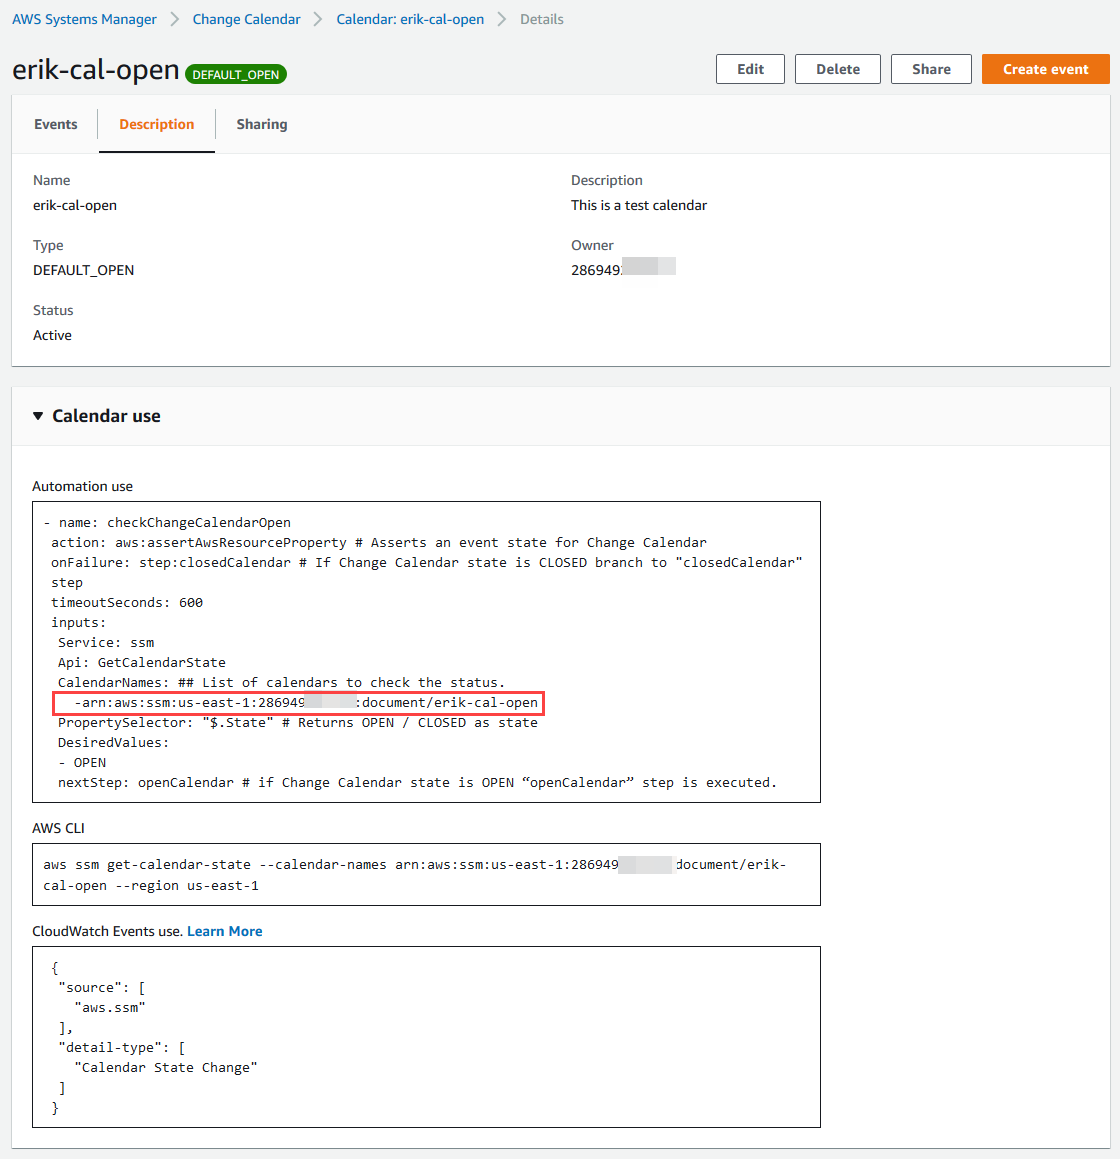 AWS Systems Manager > Change Calendar > Calendar: erik-cal-open > Details
erik-cal-open DEFAULT_OPEN Edit Delete Share Create event
Events Description Sharing
Name
erik-cal-open
Description
This is a test calendar
Type
DEFAULT_OPEN
Owner
286949
Status
Active
Calendar use
Automation use
- name: checkChangeCalendarOpen
action: aws:assertAwsResourceProperty # Asserts an event state for Change Calendar
onFailure: step:closedCalendar # If Change Calendar state is CLOSED branch to "closedCalendar"
step
timeoutSeconds: 600
inputs:
Service: ssm
Api: GetCalendarState
CalendarNames: ## List of calendars to check the status.
-arn:aws:ssm:us-east-1:286949 :document/erik-cal-open
PropertySelector: "$.State" # Returns OPEN / CLOSED as state
DesiredValues:
- OPEN
nextStep: openCalendar # if Change Calendar state is OPEN “openCalendar” step is executed.
AWS CLI
aws ssm get-calendar-state --calendar-names arn:aws:ssm:us-east-1:286949 document/erik-
cal-open --region us-east-1
CloudWatch Events use. Learn More
{
"source": [
"aws.ssm"
],
"detail-type": [
"Calendar State Change"
]
}